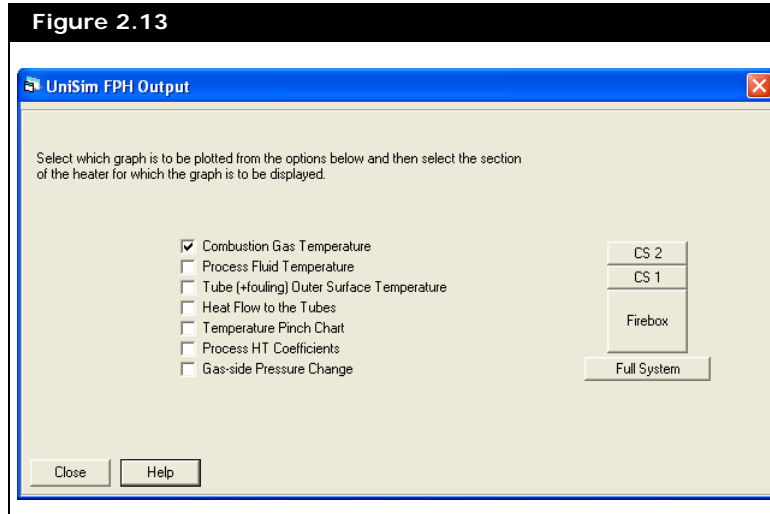 Figure 2.13
UniSim FPH Output
Select which graph is to be plotted from the options below and then select the section
of the heater for which the graph is to be displayed.
Combustion Gas Temperature
Process Fluid Temperature
Tube (+fouling) Outer Surface Temperature
Heat Flow to the Tubes
Temperature Pinch Chart
Process HT Coefficients
Gas-side Pressure Change
CS 2
CS 1
Firebox
Full System
Close
Help